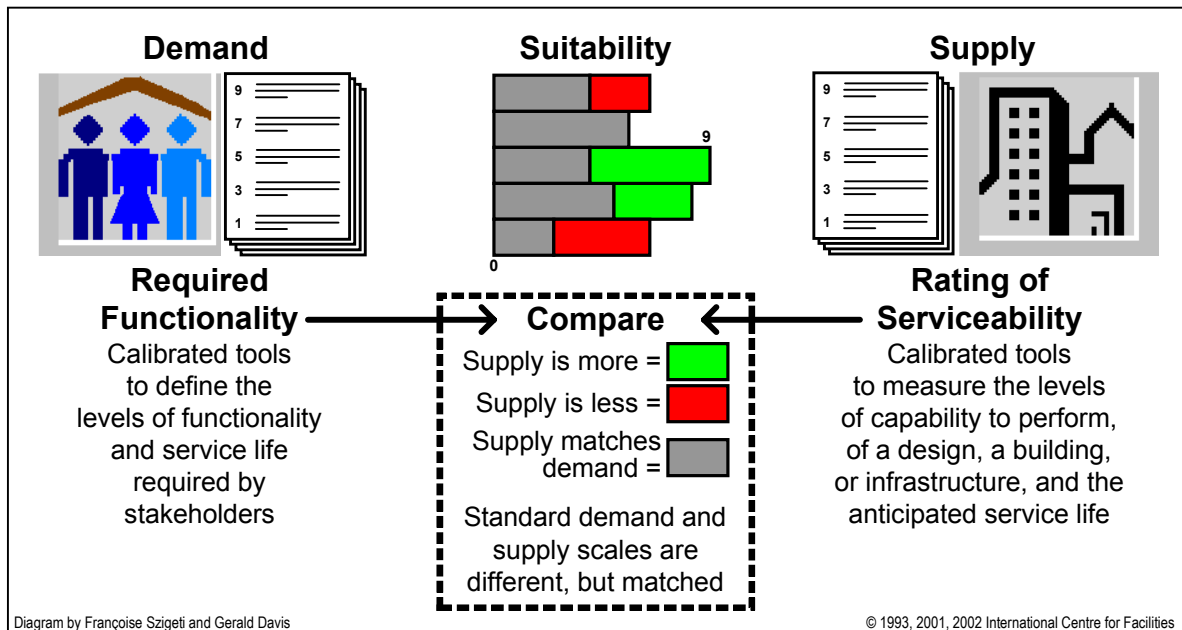 Demand
9
7
5
3
1
Required
Functionality
Calibrated tools
to define the
levels of functionality
and service life
required by
stakeholders
Suitability
9
0
Compare
Supply is more =
Supply is less =
Supply matches
demand =
Standard demand and
supply scales are
different, but matched
Supply
9
7
5
3
1
Rating of
Serviceability
Calibrated tools
to measure the levels
of capability to perform,
of a design, a building,
or infrastructure, and the
anticipated service life
Diagram by Françoise Szigeti and Gerald Davis
© 1993, 2001, 2002 International Centre for Facilities